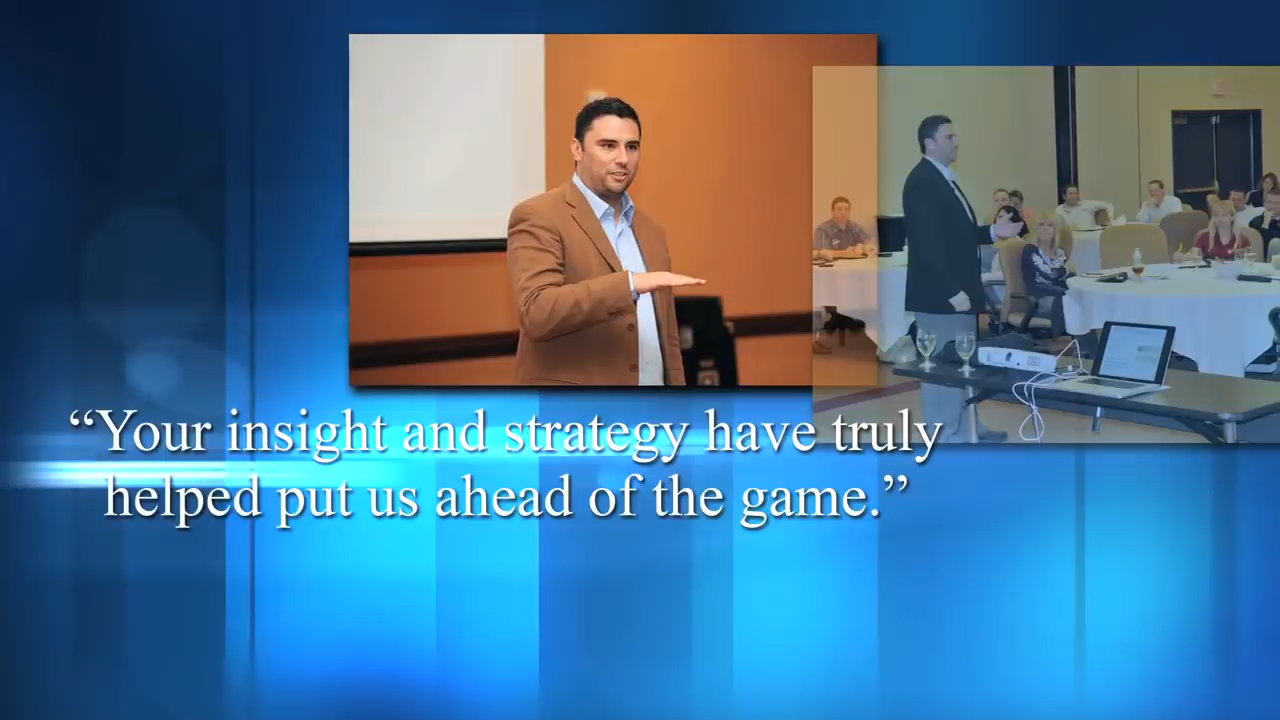 “Your insight and strategy have truly
helped put us ahead of the game.”